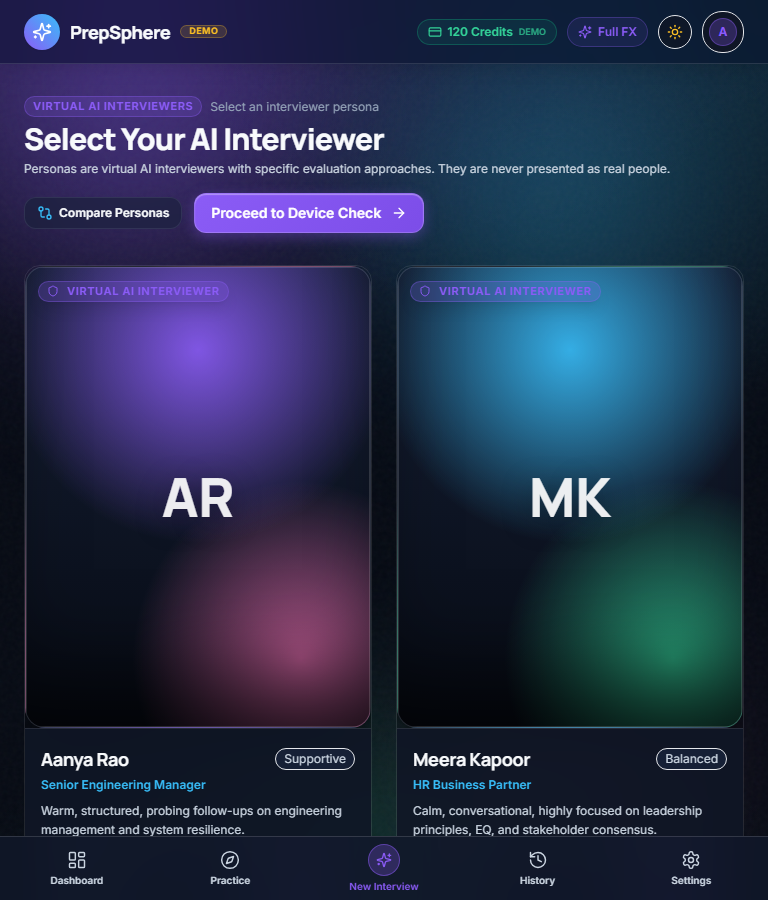 PrepSphere DEMO
120 Credits DEMO
Full FX
A
VIRTUAL AI INTERVIEWERS Select an interviewer persona
Select Your AI Interviewer
Personas are virtual AI interviewers with specific evaluation approaches. They are never presented as real people.
Compare Personas
Proceed to Device Check
VIRTUAL AI INTERVIEWER
AR
Aanya Rao
Supportive
Senior Engineering Manager
Warm, structured, probing follow-ups on engineering
management and system resilience.
VIRTUAL AI INTERVIEWER
MK
Meera Kapoor
Balanced
HR Business Partner
Calm, conversational, highly focused on leadership
principles, EQ, and stakeholder consensus.
Dashboard
Practice
New Interview
History
Settings